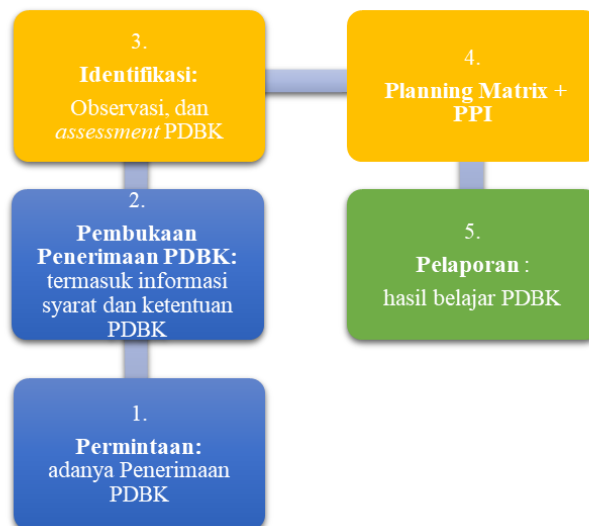 3.
Identifikasi:
Observasi, dan
assessment PDBK
4.
Planning Matrix +
PPI
2.
Pembukaan
Penerimaan PDBK:
termasuk informasi
syarat dan ketentuan
PDBK
5.
Pelaporan :
hasil belajar PDBK
1.
Permintaan:
adanya Penerimaan
PDBK